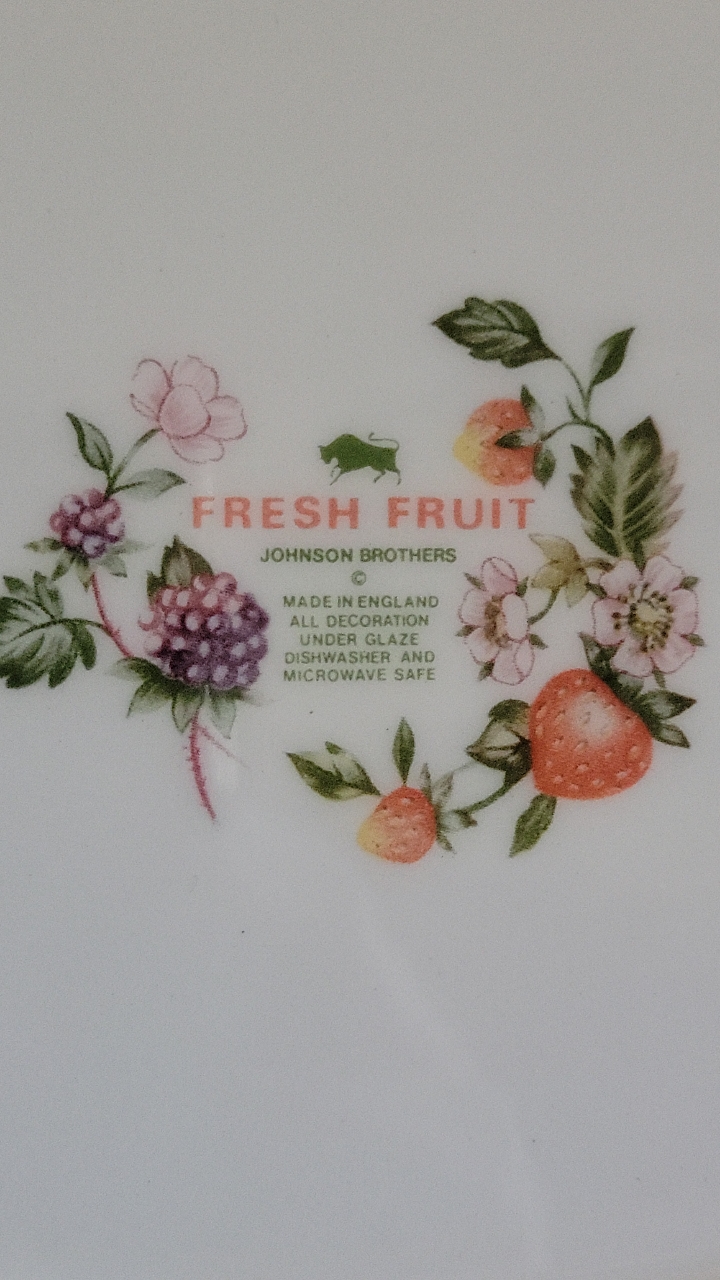 FRESH FRUIT
JOHNSON BROTHERS
©
MADE IN ENGLAND
ALL DECORATION
UNDER GLAZE
DISHWASHER AND
MICROWAVE SAFE